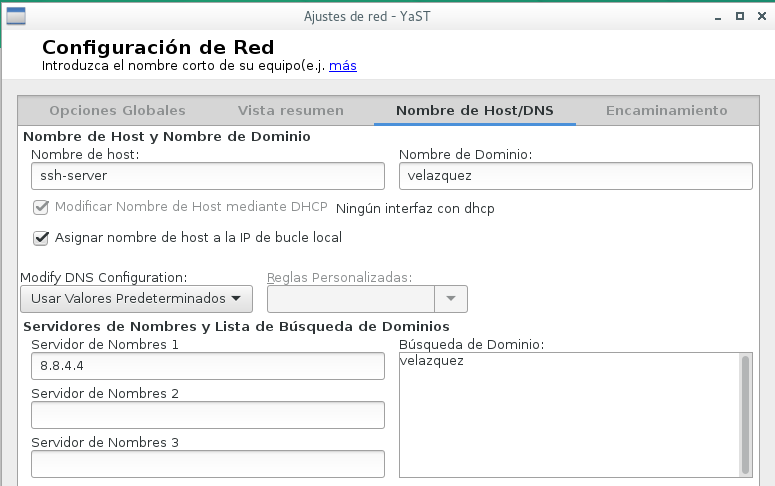 Ajustes de red - YaST
Configuración de Red
Introduzca el nombre corto de su equipo(e.j. más
Opciones Globales Vista resumen Nombre de Host/DNS Encaminamiento
Nombre de Host y Nombre de Dominio
Nombre de host: Nombre de Dominio:
ssh-server velazquez
Modificar Nombre de Host mediante DHCP Ningún interfaz con dhcp
Asignar nombre de host a la IP de bucle local
Modify DNS Configuration: Reglas Personalizadas:
Usar Valores Predeterminados
Servidores de Nombres y Lista de Búsqueda de Dominios
Servidor de Nombres 1 Búsqueda de Dominio:
8.8.4.4 velazquez
Servidor de Nombres 2
Servidor de Nombres 3